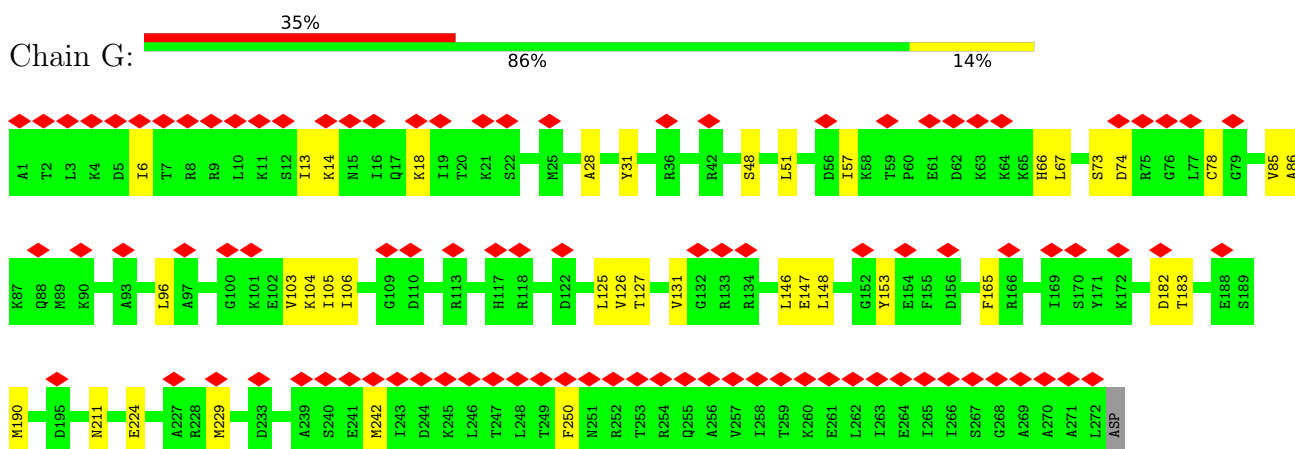 35%
Chain G:
86% 14%
A1 T2 L3 K4 D5 I6 T7 R8 R9 L10 K11 S12 I13 K14 N15 I16 Q17 K18 I19 T20 K21 S22 M25 A28 Y31 R36 R42 S48 L51 D56 I57 K58 T59 P60 E61 D62 K63 K64 K65 H66 L67 S73 D74 R75 G76 L77 C78 G79 V85 A86
K87 Q88 M89 K90 A93 L96 A97 G100 K101 E102 V103 K104 I105 I106 G109 D110 R113 H117 R118 D122 L125 V126 T127 V131 G132 R133 R134 L146 E147 L148 G152 Y153 E154 F155 D156 F165 R166 I169 S170 Y171 K172 D182 T183 E188 S189
M190 D195 N211 E224 A227 R228 M229 D233 A239 S240 E241 M242 I243 D244 K245 L246 T247 L248 T249 F250 N251 R252 T253 R254 Q255 A256 V257 I258 T259 K260 E261 L262 I263 E264 I265 I266 S267 G268 A269 A270 A271 L272 ASP